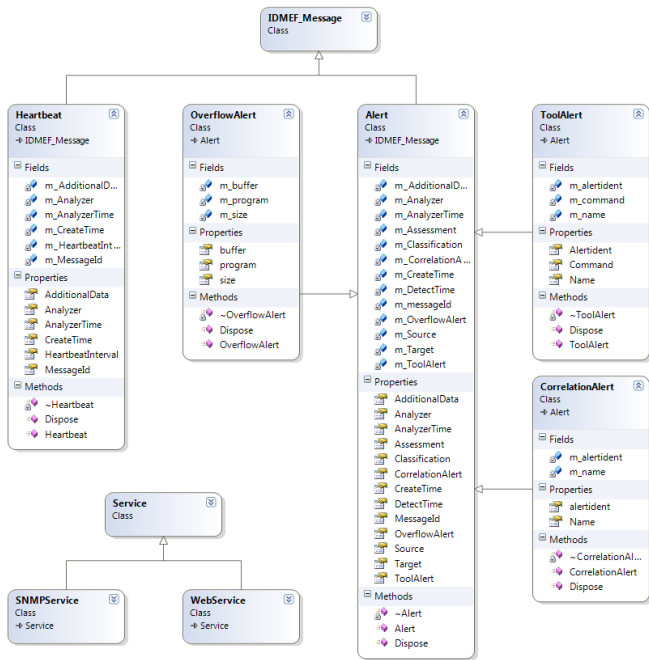 IDMEF_Message
Class
Heartbeat
Class
IDMEF_Message
Fields
m_AdditionalD...
m_Analyzer
m_AnalyzerTime
m_CreateTime
m_HeartbeatInt...
m_MessageId
Properties
AdditionalData
Analyzer
AnalyzerTime
CreateTime
HeartbeatInterval
MessageId
Methods
~Heartbeat
Dispose
Heartbeat
OverflowAlert
Class
Alert
Fields
m_buffer
m_program
m_size
Properties
buffer
program
size
Methods
~OverflowAlert
Dispose
OverflowAlert
Alert
Class
IDMEF_Message
Fields
m_AdditionalD...
m_Analyzer
m_AnalyzerTime
m_Assessment
m_Classification
m_CorrelationA...
m_CreateTime
m_DetectTime
m_messageId
m_OverflowAlert
m_Source
m_Target
m_ToolAlert
Properties
AdditionalData
Analyzer
AnalyzerTime
Assessment
Classification
CorrelationAlert
CreateTime
DetectTime
MessageId
OverflowAlert
Source
Target
ToolAlert
Methods
~Alert
Alert
Dispose
ToolAlert
Class
Alert
Fields
m_alertident
m_command
m_name
Properties
Alertident
Command
Name
Methods
~ToolAlert
Dispose
ToolAlert
CorrelationAlert
Class
Alert
Fields
m_alertident
m_name
Properties
alertident
Name
Methods
~CorrelationAl...
CorrelationAlert
Dispose
Service
Class
SNMPService
Class
Service
WebService
Class
Service